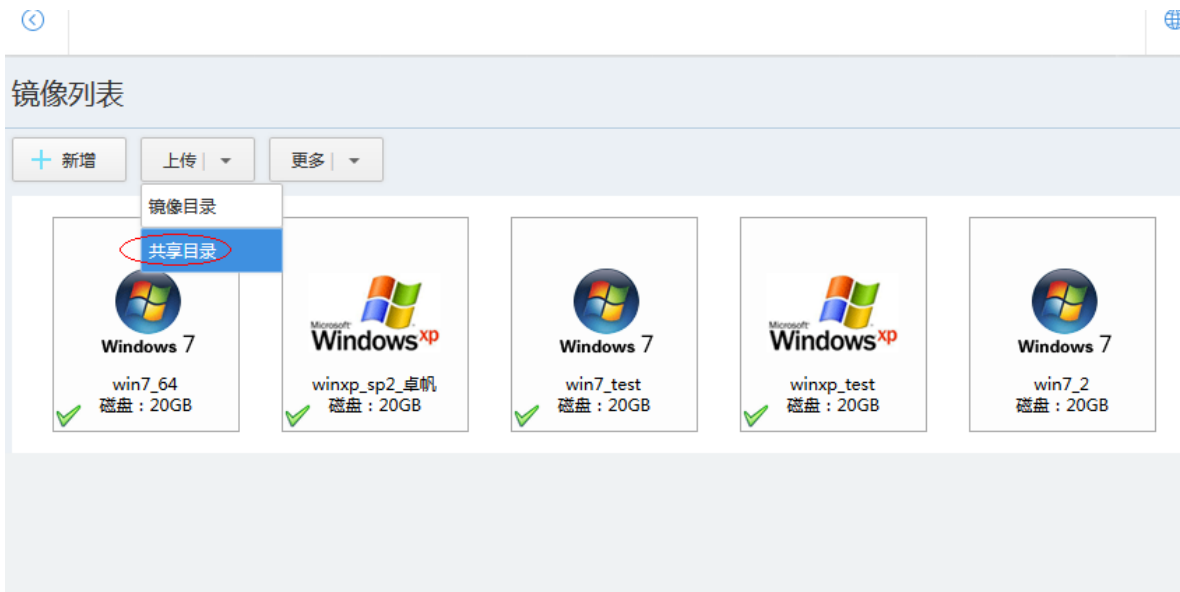 镜像列表
新增
上传
更多
镜像目录
共享目录
Windows 7
win7_64
磁盘：20GB
Microsoft
Windows xp
winxp_sp2_卓帆
磁盘：20GB
Windows 7
win7_test
磁盘：20GB
Microsoft
Windows xp
winxp_test
磁盘：20GB
Windows 7
win7_2
磁盘：20GB